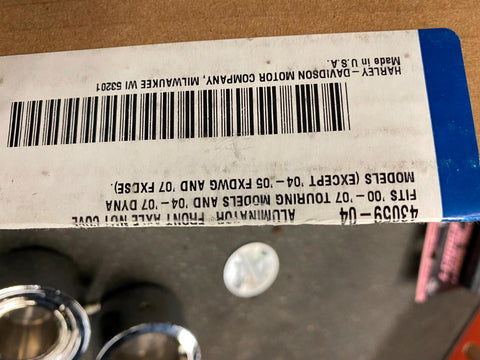 43059-04
ALUMINATOR FRONT AXLE NUT COVE
FITS '00-'07 TOURING MODELS AND '04-'07 DYNA
MODELS (EXCEPT '04-'05 FXDWG AND '07 FXDSE).
HARLEY-DAVIDSON MOTOR COMPANY, MILWAUKEE WI 53201
Made in U.S.A.